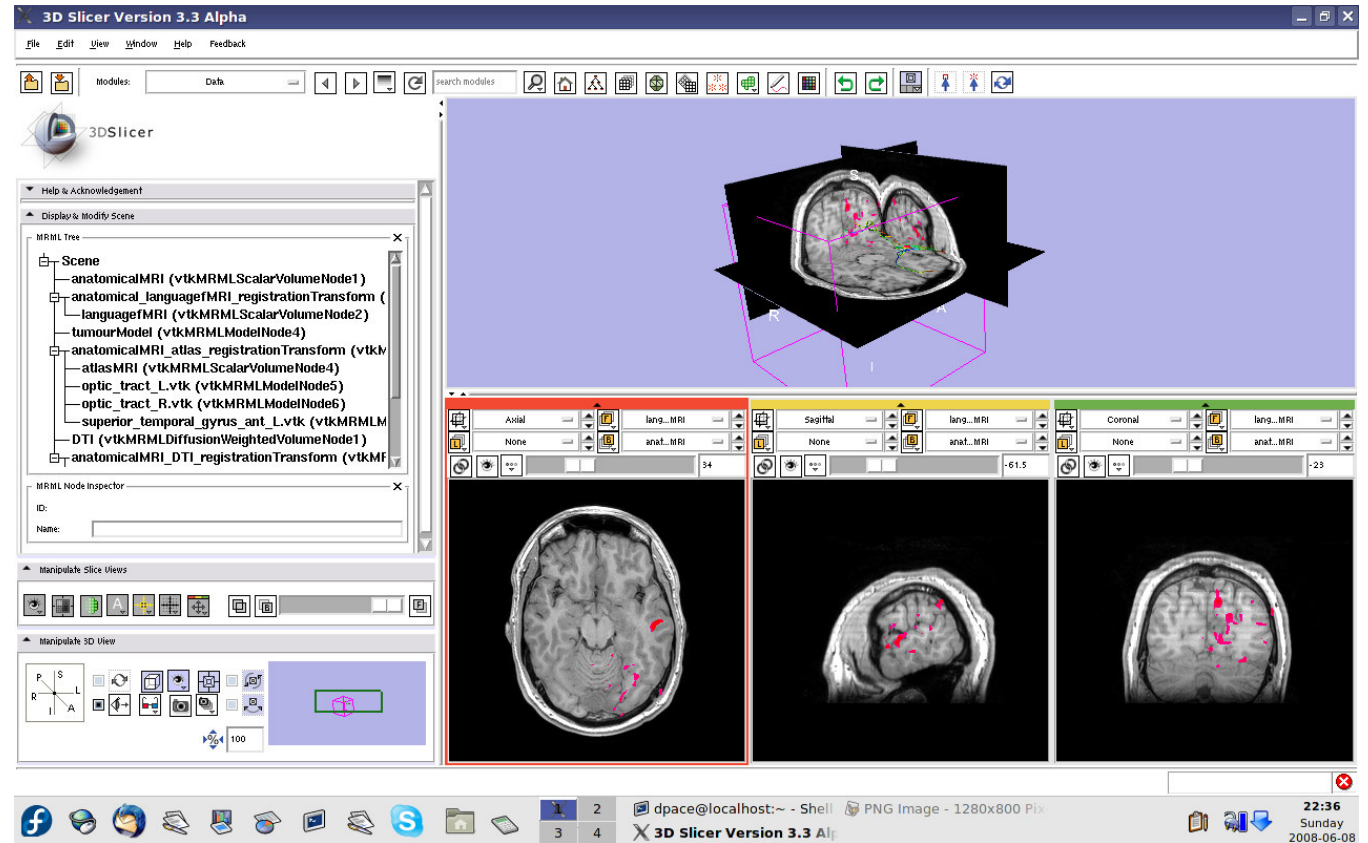 3D Slicer Version 3.3 Alpha
File Edit View Window Help Feedback
Modules: Data search modules
3DSlicer
Help & Acknowledgement
Display & Modify Scene
MRML Tree
Scene
anatomicalMRI (vtkMRMLScalarVolumeNode1)
anatomical_languagefMRI_registrationTransform (
languagefMRI (vtkMRMLScalarVolumeNode2)
tumourModel (vtkMRMLModelNode4)
anatomicalMRI_atlas_registrationTransform (vtkM
atlasMRI (vtkMRMLScalarVolumeNode4)
optic_tract_L.vtk (vtkMRMLModelNode5)
optic_tract_R.vtk (vtkMRMLModelNode6)
superior_temporal_gyrus_ant_L.vtk (vtkMRMLM
DTI (vtkMRMLDiffusionWeightedVolumeNode1)
anatomicalMRI_DTI_registrationTransform (vtkMF
MRML Node Inspector
ID:
Name:
Manipulate Slice Views
A B F
Manipulate 3D View
P S
R L
I A
100
S
R A
I
Axial F lang...MRI
L None B anat...MRI
34
Sagittal F lang...MRI
L None B anat...MRI
-61.5
Coronal F lang...MRI
L None B anat...MRI
-23
1 2
3 4
dpace@localhost:~ - Shell
PNG Image - 1280x800 Pix
3D Slicer Version 3.3 Alp
22:36
Sunday
2008-06-08